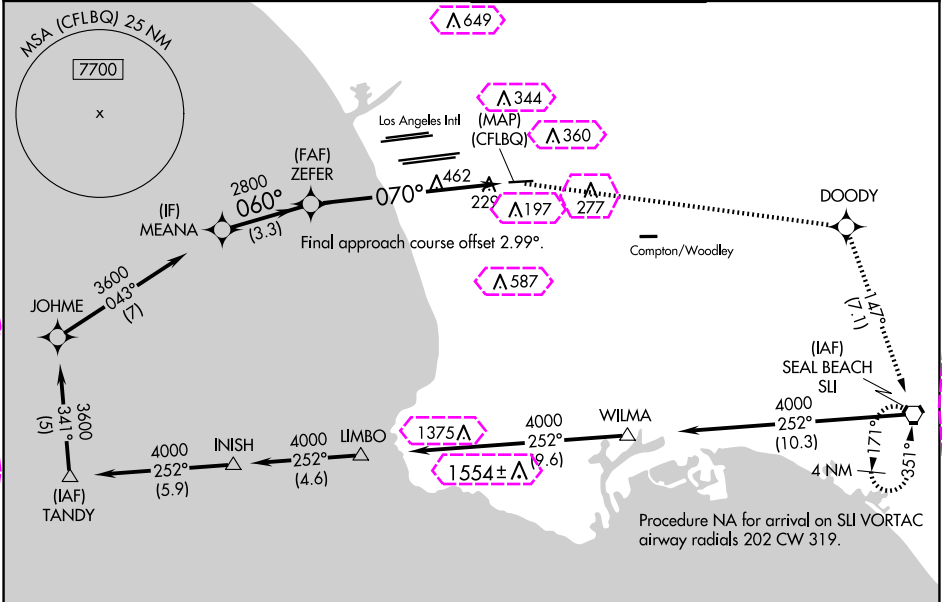 MSA (CFLBQ) 25 NM
7700
x
649
344
360
Los Angeles Intl
(MAP)
(CFLBQ)
(FAF)
ZEFER
2800
060°
(3.3)
070°
462
229
197
277
DOODY
(IF)
MEANA
Final approach course offset 2.99°.
Compton/Woodley
587
3600
043°
(7)
JOHME
147°
(7.1)
(IAF)
SEAL BEACH
SLI
3600
341°
(5)
4000
252°
(10.3)
WILMA
1375
4000
252°
(9.6)
1554±
LIMBO
4000
252°
(4.6)
INISH
4000
252°
(5.9)
(IAF)
TANDY
171°
351°
4 NM
Procedure NA for arrival on SLI VORTAC
airway radials 202 CW 319.